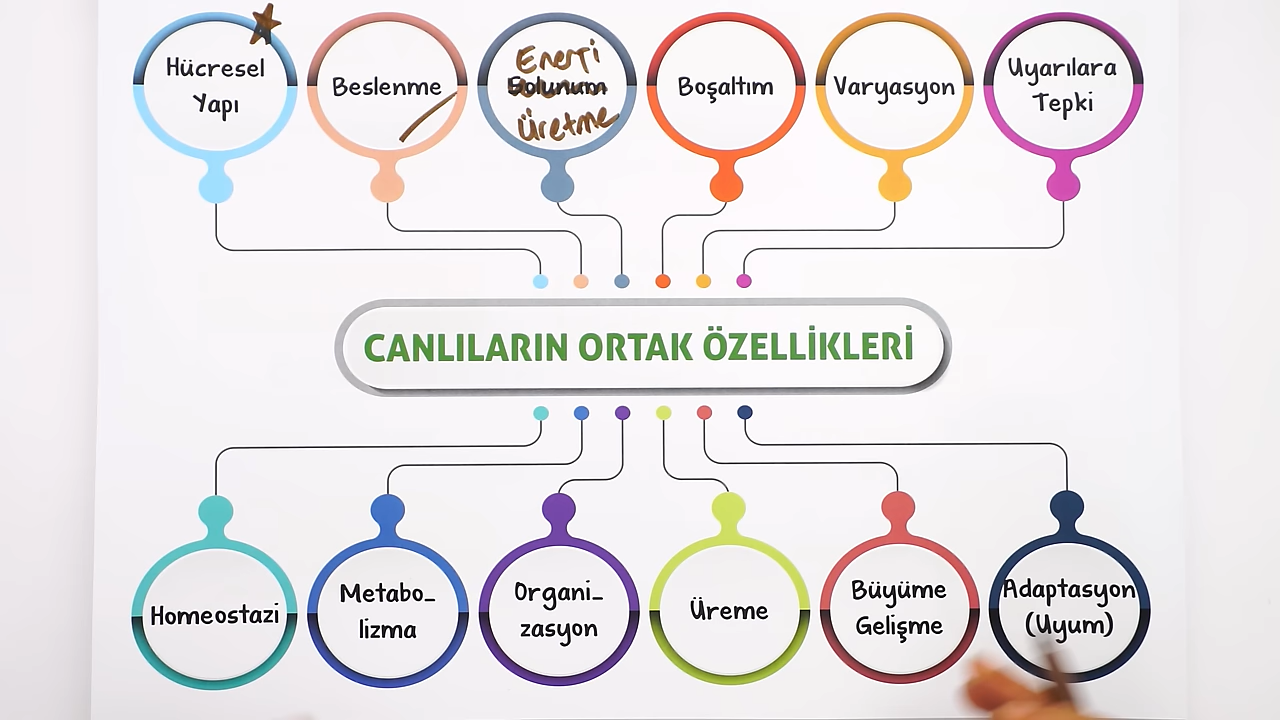 Hücresel
Yapı
Beslenme
Enerji
Solunum
Üretme
Boşaltım
Varyasyon
Uyarılara
Tepki
CANLILARIN ORTAK ÖZELLİKLERİ
Homeostazi
Metabo_
lizma
Organi_
zasyon
Üreme
Büyüme
Gelişme
Adaptasyon
(Uyum)